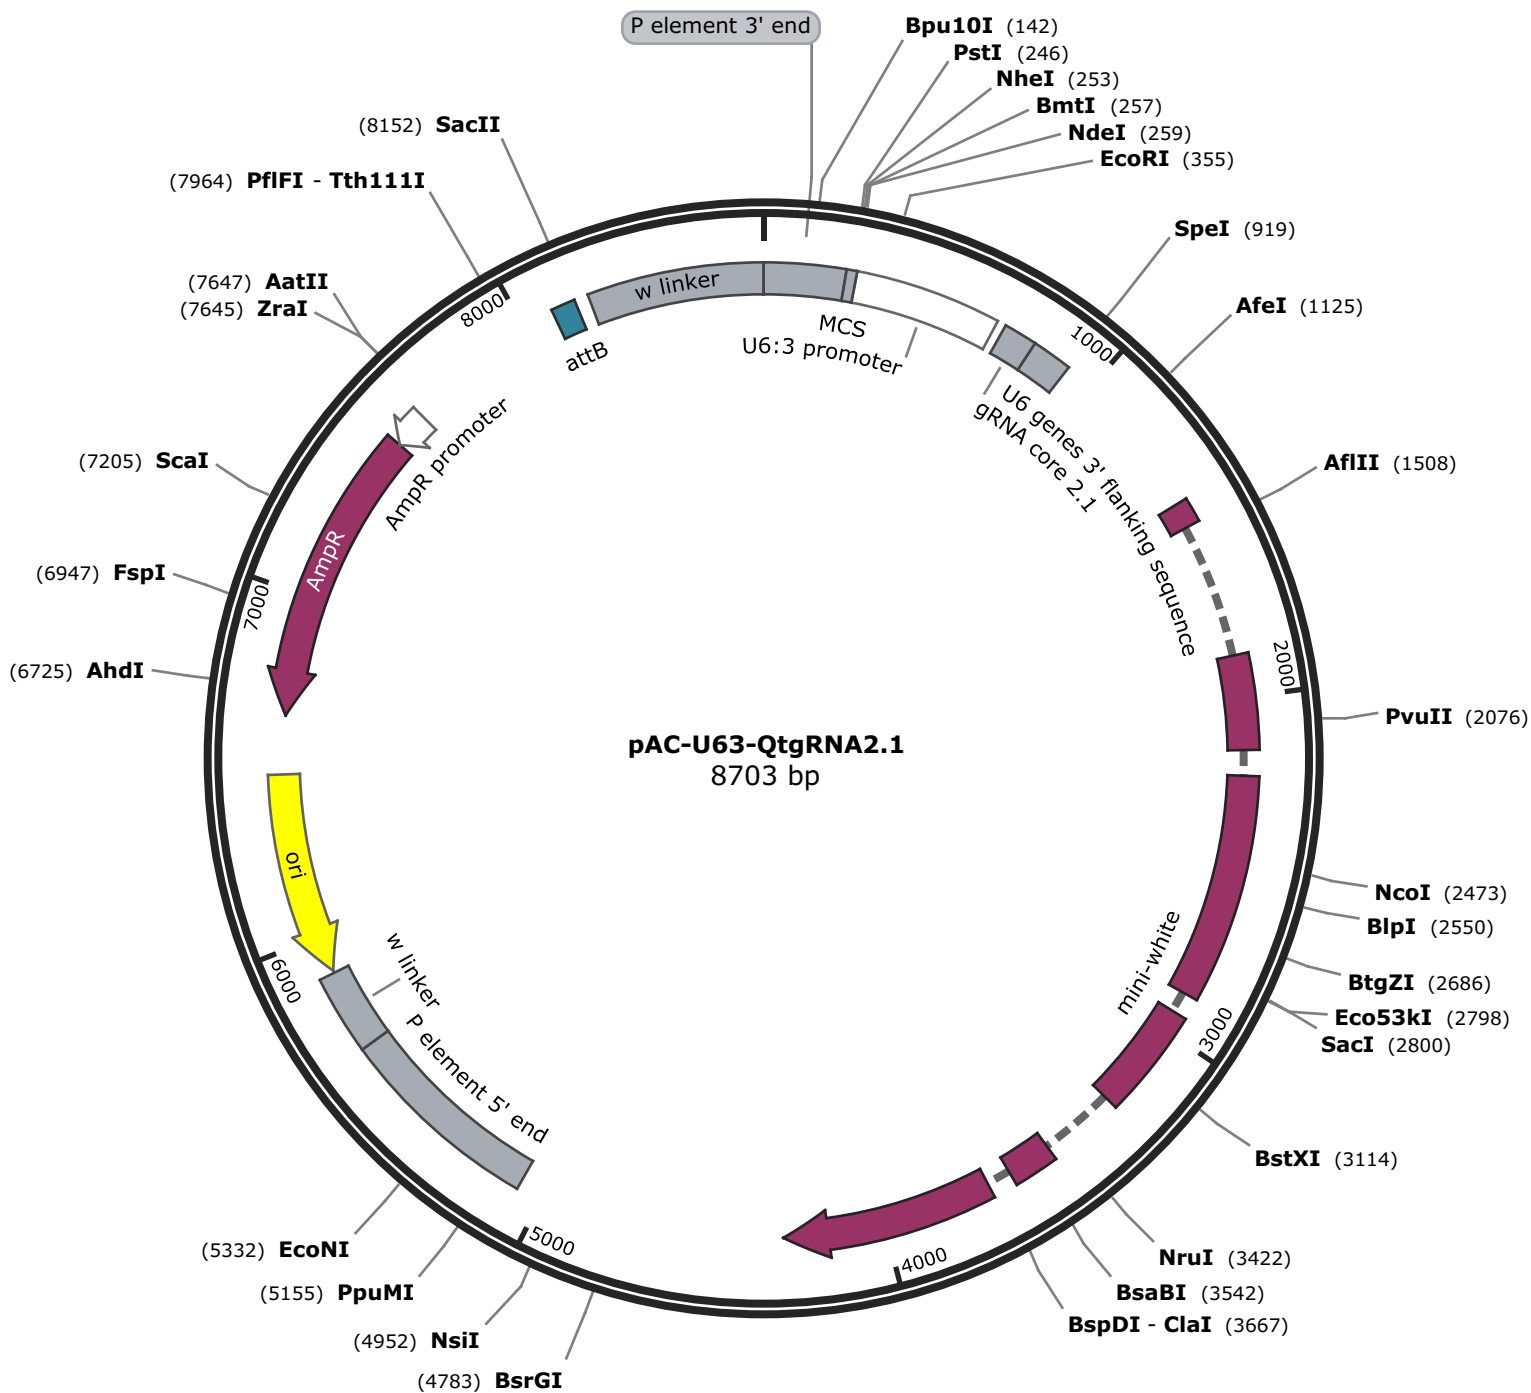 P element 3' end
Bpu10I (142)
PstI (246)
NheI (253)
BmtI (257)
NdeI (259)
EcoRI (355)
SpeI (919)
AfeI (1125)
AflII (1508)
PvuII (2076)
NcoI (2473)
BlpI (2550)
BtgZI (2686)
Eco53kI (2798)
SacI (2800)
BstXI (3114)
NruI (3422)
BsaBI (3542)
BspDI - ClaI (3667)
(4783) BsrGI
(4952) NsiI
(5155) PpuMI
(5332) EcoNI
(6725) AhdI
(6947) FspI
(7205) ScaI
(7645) ZraI
(7647) AatII
(7964) PflFI - Tth111I
(8152) SacII
1000
2000
3000
4000
5000
6000
7000
8000
attB
w linker
MCS
U6:3 promoter
gRNA core 2.1
U6 genes 3' flanking sequence
mini-white
P element 5' end
w linker
ori
AmpR
AmpR promoter
pAC-U63-QtgRNA2.1
8703 bp